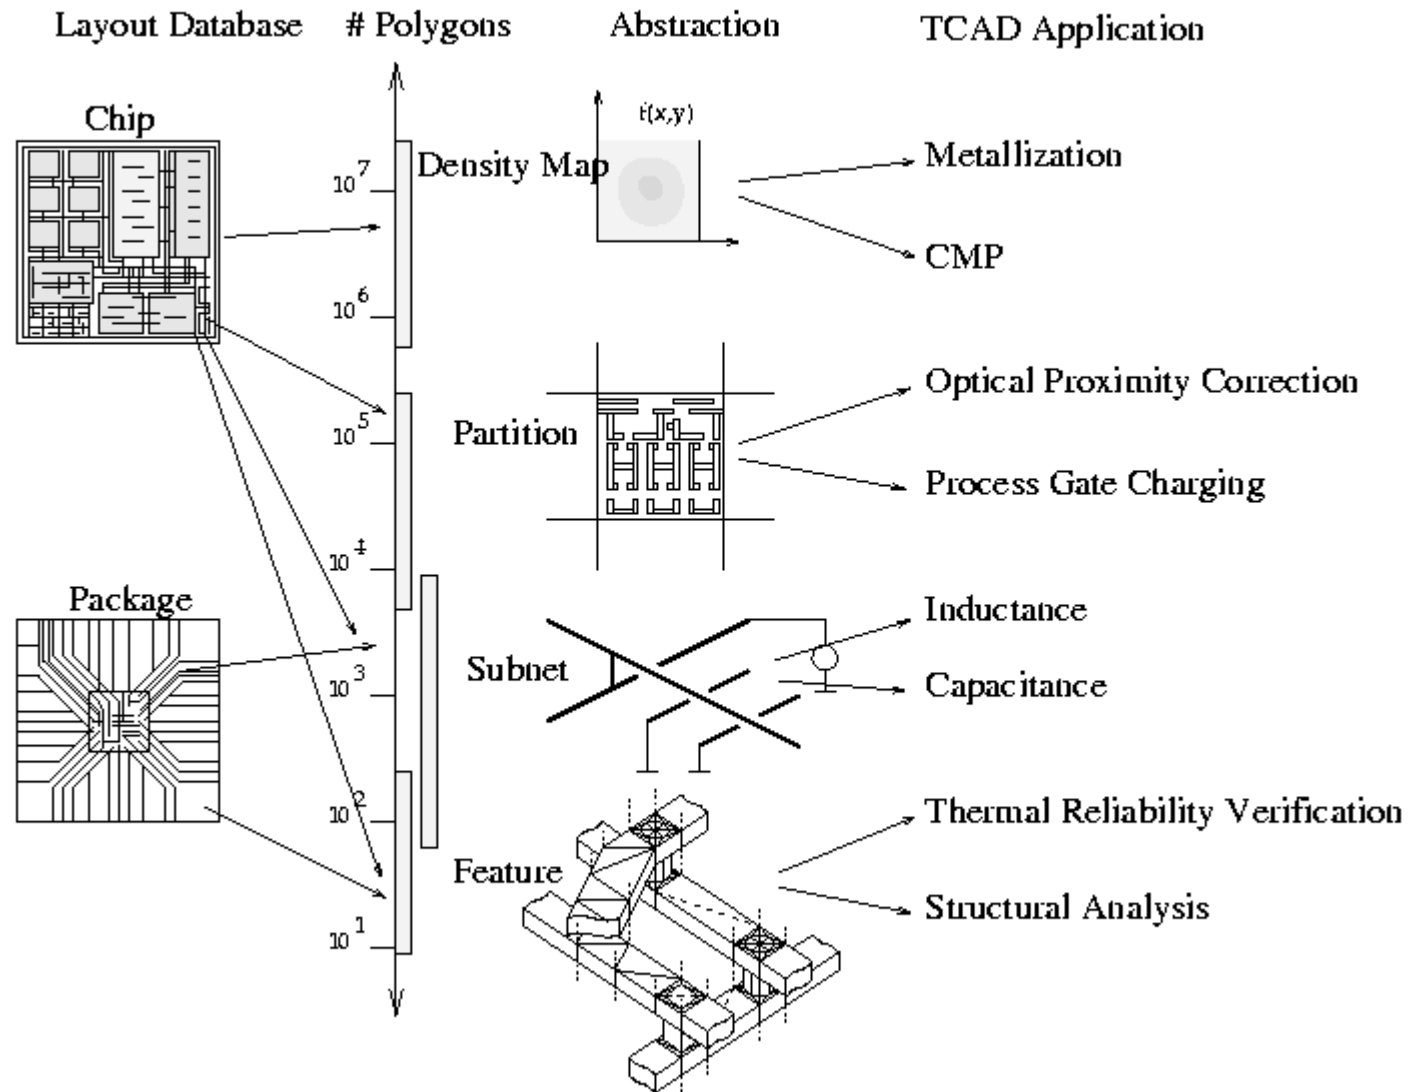 Layout Database # Polygons Abstraction TCAD Application
Chip
f(x,y)
Density Map
Metallization
CMP
10^7
10^6
Optical Proximity Correction
Partition
Process Gate Charging
10^5
10^4
Package
Inductance
Subnet
Capacitance
10^3
10^2
Thermal Reliability Verification
Feature
Structural Analysis
10^1